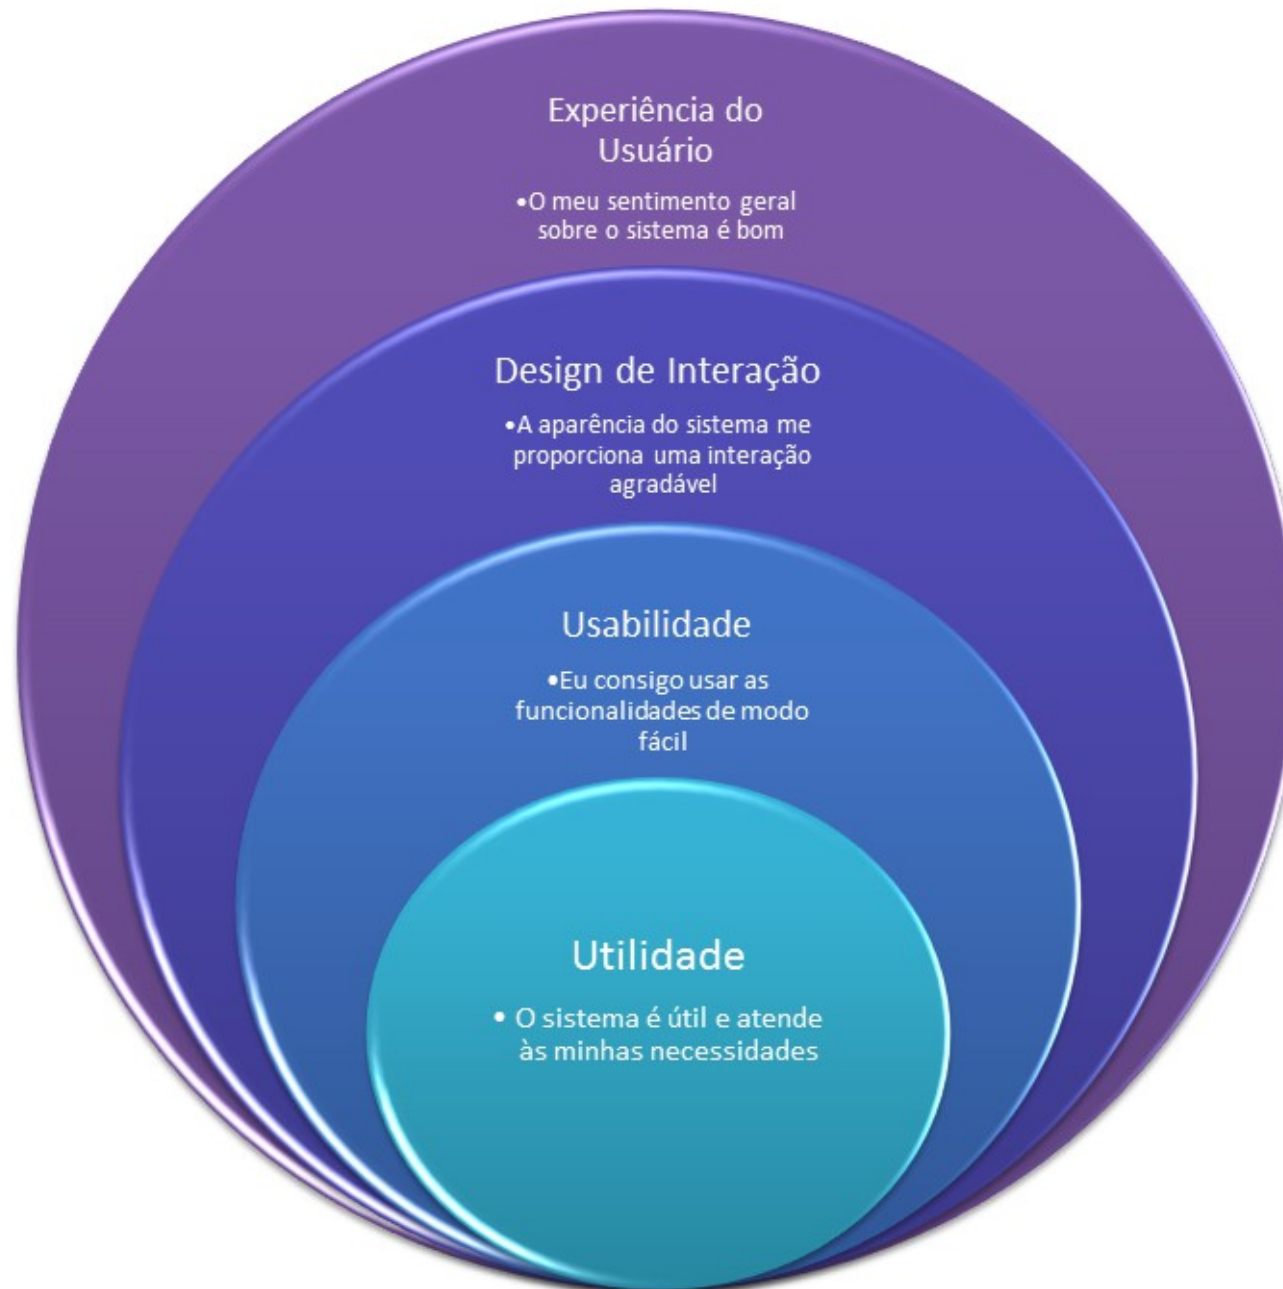 Experiência do
Usuário
•O meu sentimento geral
sobre o sistema é bom
Design de Interação
•A aparência do sistema me
proporciona uma interação
agradável
Usabilidade
•Eu consigo usar as
funcionalidades de modo
fácil
Utilidade
• O sistema é útil e atende
às minhas necessidades